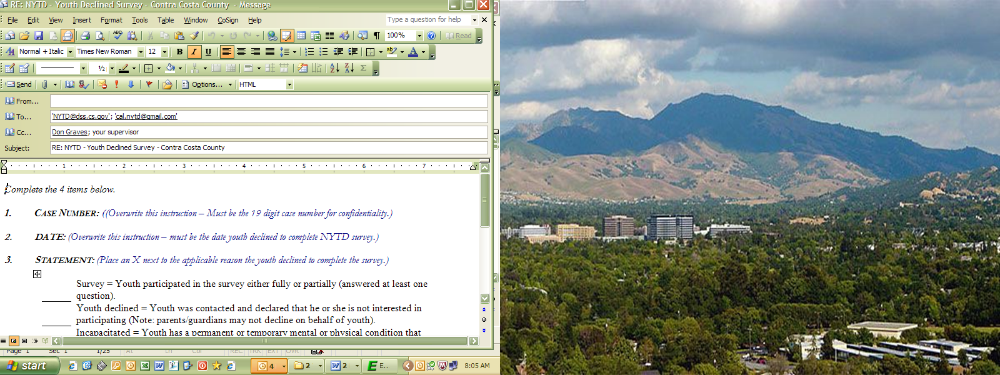 RE: NYTD - Youth Declined Survey - Contra Costa County - Message
File Edit View Insert Format Tools Table Window CoSign Help Type a question for help
100% Read
Normal + Italic Times New Roman 12 B I U
½
Send Options... HTML
From...
To... 'NYTD@dss.cs.gov'; 'cal.nytd@gmail.com'
Cc... Don Graves; your supervisor
Subject: RE: NYTD - Youth Declined Survey - Contra Costa County
1 2 3 4 5 6 7
Complete the 4 items below.
1. CASE NUMBER: ((Overwrite this instruction – Must be the 19 digit case number for confidentiality.)
2. DATE: (Overwrite this instruction – must be the date youth declined to complete NYTD survey.)
3. STATEMENT: (Place an X next to the applicable reason the youth declined to complete the survey.)
Survey = Youth participated in the survey either fully or partially (answered at least one
question).
Youth declined = Youth was contacted and declared that he or she is not interested in
participating (Note: parents/guardians may not decline on behalf of youth).
Incapacitated = Youth has a permanent or temporary mental or physical condition that
Page 1 Sec 1 1/25 At Ln Col REC TRK EXT OVR
start 4 2 2 E... 8:05 AM